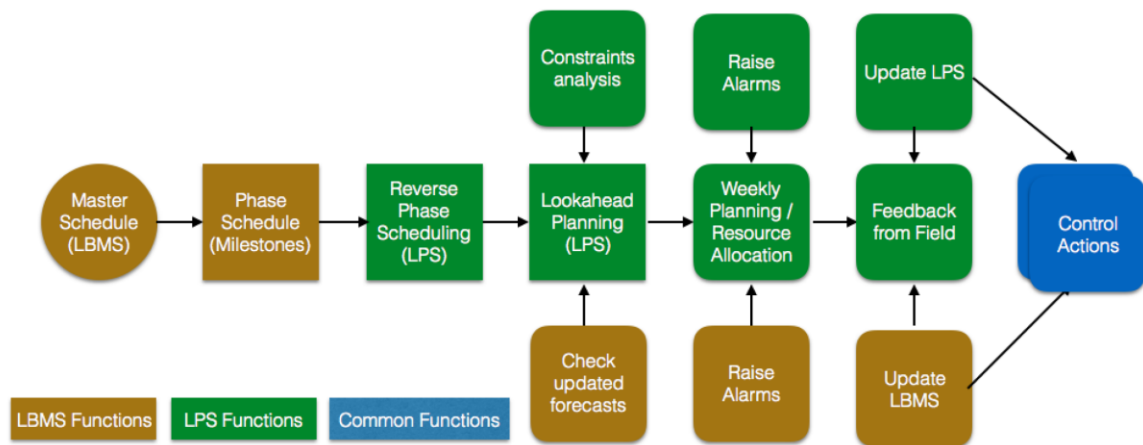 Constraints
analysis
Raise
Alarms
Update LPS
Master
Schedule
(LBMS)
Phase
Schedule
(Milestones)
Reverse
Phase
Scheduling
(LPS)
Lookahead
Planning
(LPS)
Weekly
Planning /
Resource
Allocation
Feedback
from Field
Control
Actions
Check
updated
forecasts
Raise
Alarms
Update
LBMS
LBMS Functions
LPS Functions
Common Functions